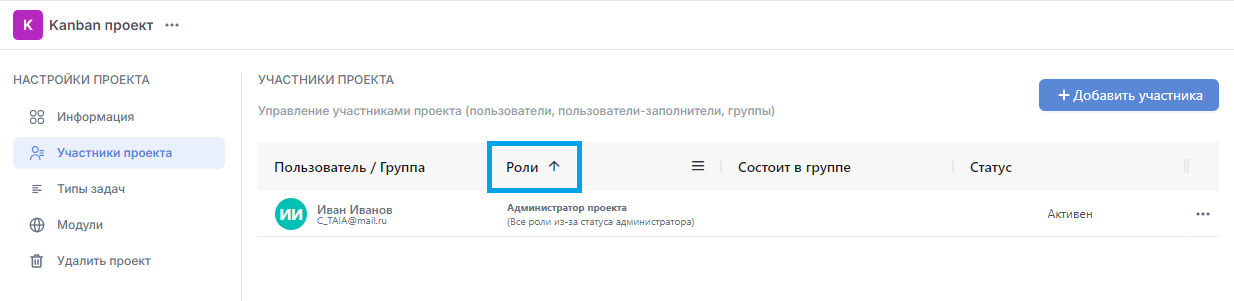 K Kanban проект
НАСТРОЙКИ ПРОЕКТА
Информация
Участники проекта
Типы задач
Модули
Удалить проект
УЧАСТНИКИ ПРОЕКТА
Управление участниками проекта (пользователи, пользователи-заполнители, группы)
+ Добавить участника
Пользователь / Группа Роли Состоит в группе Статус
ИИ Иван Иванов Администратор проекта Активен
C_TAIA@mail.ru (Все роли из-за статуса администратора)